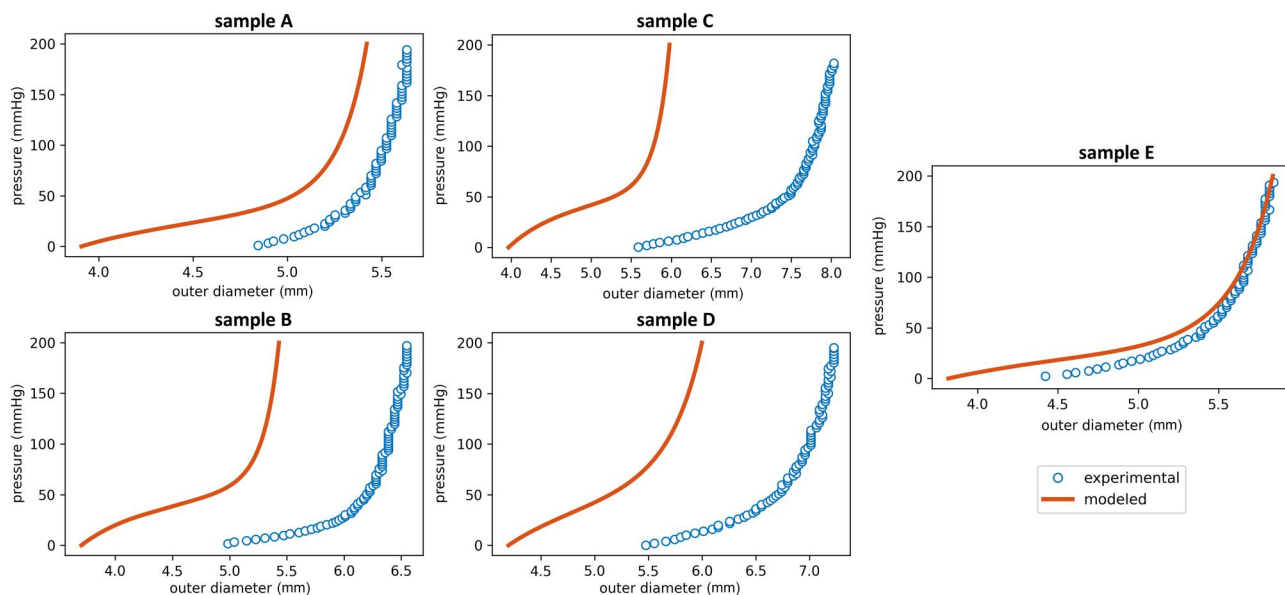 sample A
200
150
100
50
0
pressure (mmHg)
4.0 4.5 5.0 5.5
outer diameter (mm)
sample C
200
150
100
50
0
pressure (mmHg)
4.0 4.5 5.0 5.5 6.0 6.5 7.0 7.5 8.0
outer diameter (mm)
sample B
200
150
100
50
0
pressure (mmHg)
4.0 4.5 5.0 5.5 6.0 6.5
outer diameter (mm)
sample D
200
150
100
50
0
pressure (mmHg)
4.5 5.0 5.5 6.0 6.5 7.0
outer diameter (mm)
sample E
200
150
100
50
0
pressure (mmHg)
4.0 4.5 5.0 5.5
outer diameter (mm)
experimental
modeled